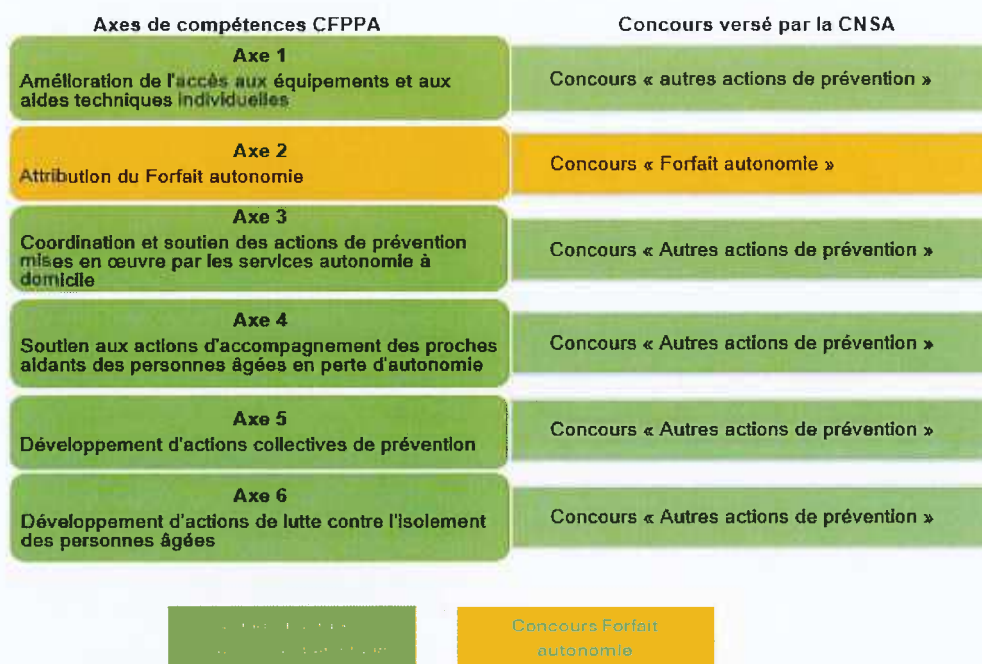 Axes de compétences CFPPA
Concours versé par la CNSA
Axe 1
Amélioration de l'accès aux équipements et aux
aides techniques individuelles
Concours « autres actions de prévention »
Axe 2
Attribution du Forfait autonomie
Concours « Forfait autonomie »
Axe 3
Coordination et soutien des actions de prévention
mises en œuvre par les services autonomie à
domicile
Concours « Autres actions de prévention »
Axe 4
Soutien aux actions d'accompagnement des proches
aidants des personnes âgées en perte d'autonomie
Concours « Autres actions de prévention »
Axe 5
Développement d'actions collectives de prévention
Concours « Autres actions de prévention »
Axe 6
Développement d'actions de lutte contre l'isolement
des personnes âgées
Concours « Autres actions de prévention »
Concours Forfait
autonomie